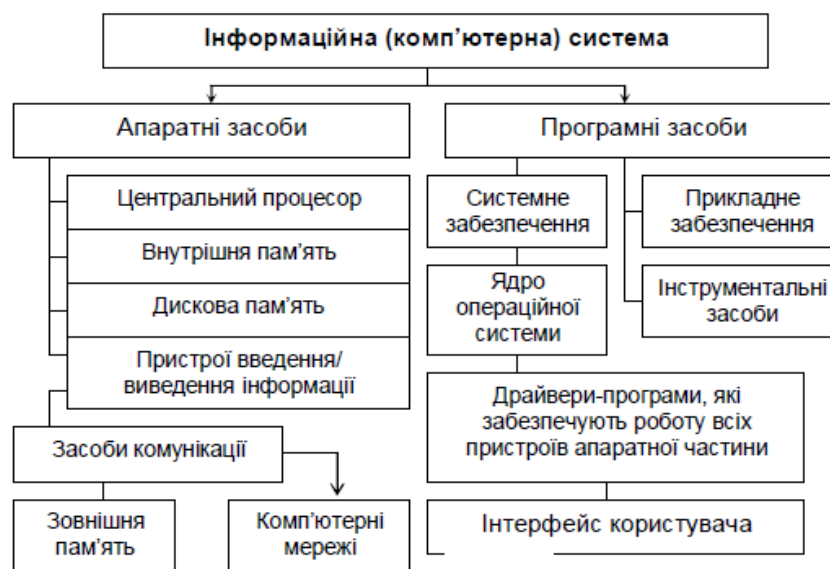 Інформаційна (комп’ютерна) система
Апаратні засоби
Центральний процесор
Внутрішня пам’ять
Дискова пам’ять
Пристрої введення/
виведення інформації
Засоби комунікації
Зовнішня
пам’ять
Комп’ютерні
мережі
Програмні засоби
Системне
забезпечення
Ядро
операційної
системи
Прикладне
забезпечення
Інструментальні
засоби
Драйвери-програми, які
забезпечують роботу всіх
пристроїв апаратної частини
Інтерфейс користувача